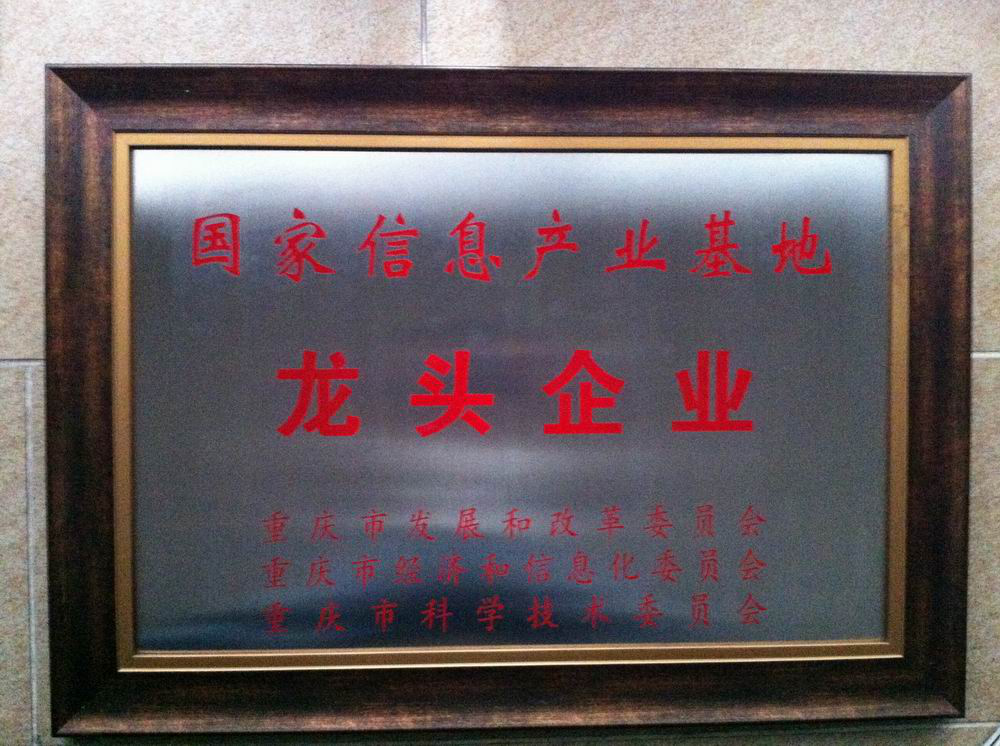 国家信息产业基地
龙头企业
重庆市发展和改革委员会
重庆市经济和信息化委员会
重庆市科学技术委员会